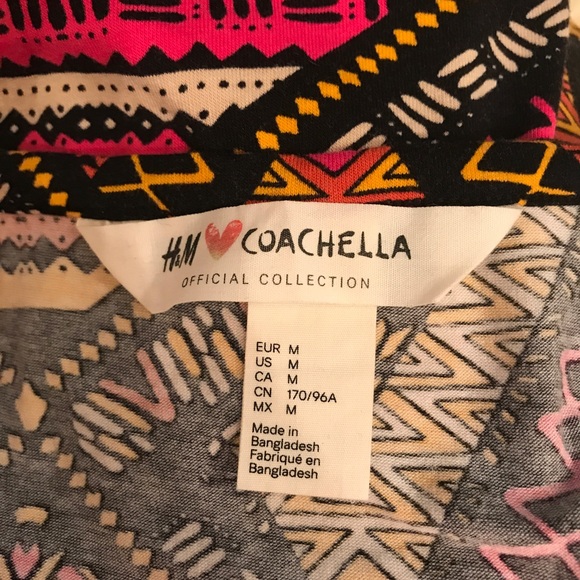 H&M ♥ COACHELLA
OFFICIAL COLLECTION
EUR M
US M
CA M
CN 170/96A
MX M
Made in
Bangladesh
Fabriqué en
Bangladesh